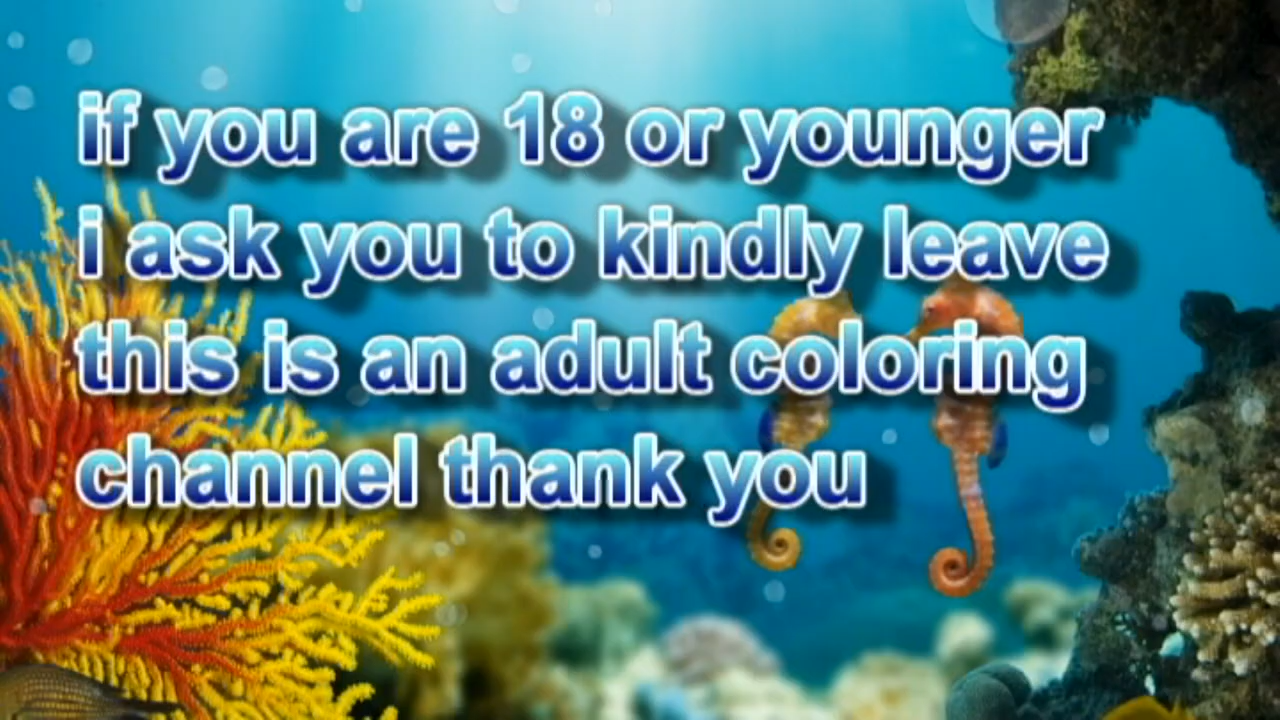 if you are 18 or younger
i ask you to kindly leave
this is an adult coloring
channel thank you